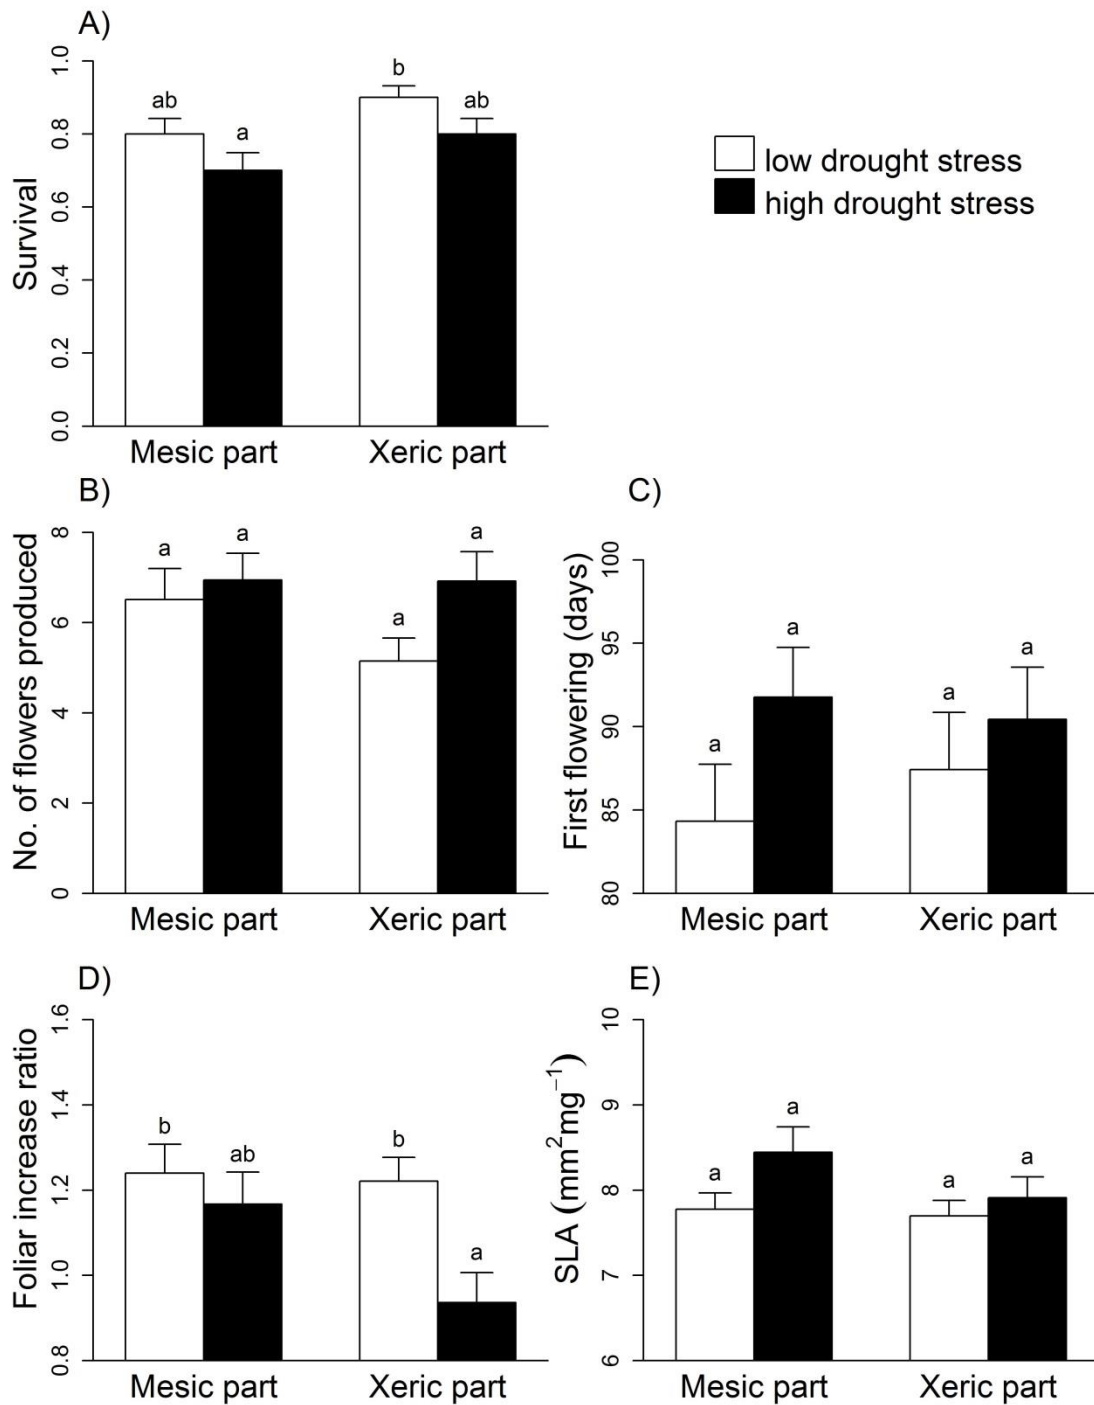 A)
Survival
0.0 0.2 0.4 0.6 0.8 1.0
ab
a
b
ab
Mesic part
Xeric part
low drought stress
high drought stress
B)
No. of flowers produced
0 2 4 6 8
a
a
a
a
Mesic part
Xeric part
C)
First flowering (days)
80 85 90 95 100
a
a
a
a
Mesic part
Xeric part
D)
Foliar increase ratio
0.8 1.0 1.2 1.4 1.6
b
ab
b
a
Mesic part
Xeric part
E)
SLA (mm²mg⁻¹)
6 7 8 9 10
a
a
a
a
Mesic part
Xeric part